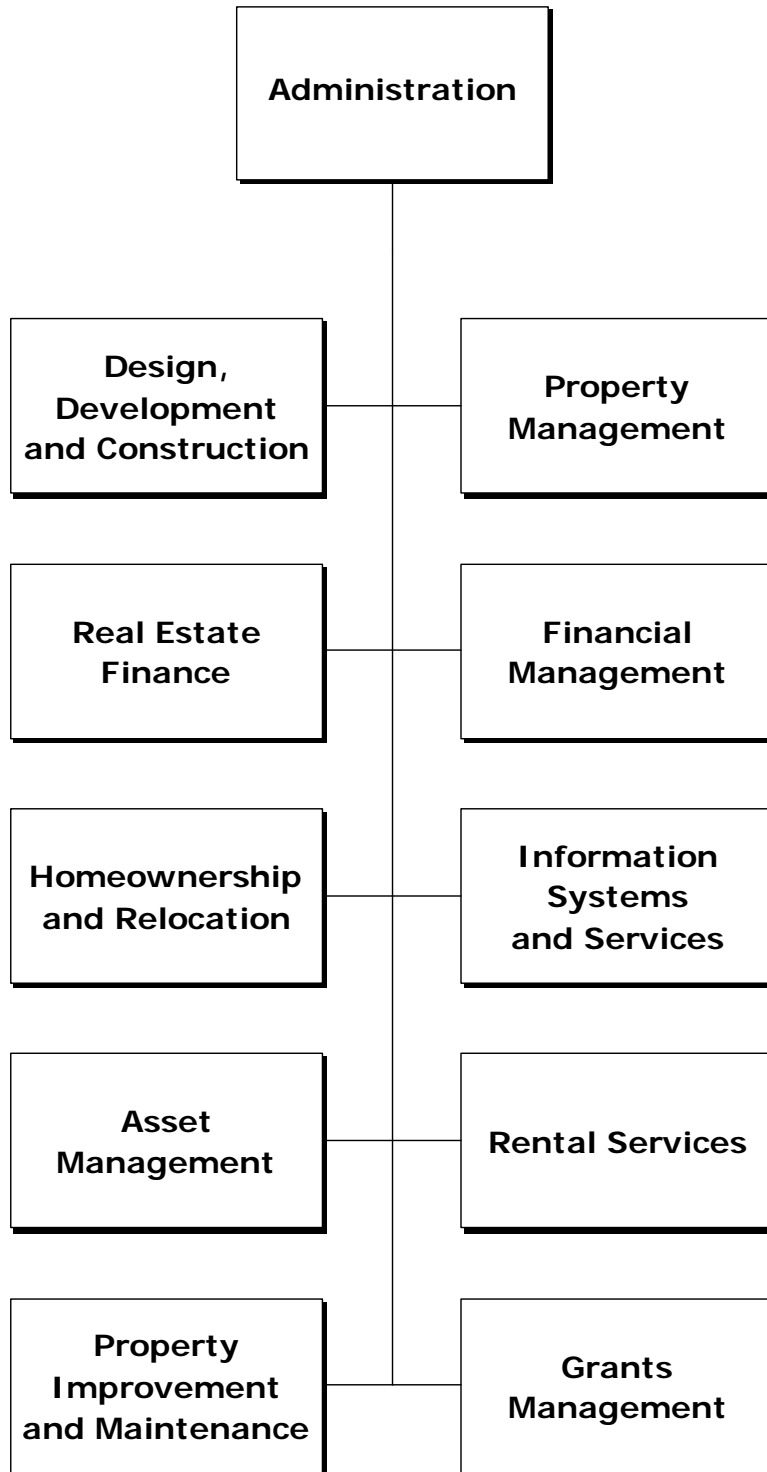 Administration
Design,
Development
and Construction
Property
Management
Real Estate
Finance
Financial
Management
Homeownership
and Relocation
Information
Systems
and Services
Asset
Management
Rental Services
Property
Improvement
and Maintenance
Grants
Management